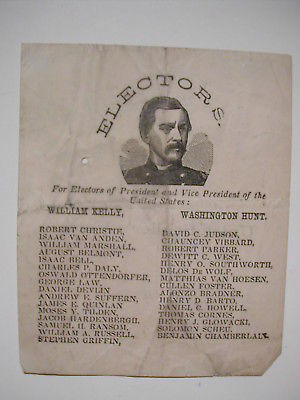 ELECTORS.
For Electors of President and Vice President of the
United States:
WILLIAM KELLY,
ROBERT CHRISTIE,
ISAAC VAN ANDEN,
WILLIAM MARSHALL,
AUGUST BELMONT,
ISAAC BELL,
CHARLES P. DALY,
OSWALD OTTENDORFER,
GEORGE LAW,
DANIEL DEVLIN
ANDREW E. SUFFERN,
JAMES E. QUINLAN
MOSES Y. TILDEN,
JACOB HARDENBERGH,
SAMUEL H. RANSOM,
WILLIAM A. RUSSELL,
STEPHEN GRIFFIN,
WASHINGTON HUNT.
DAVID C. JUDSON,
CHAUNCEY VIBBARD,
ROBERT PARKER,
DEWITT C. WEST,
HENRY O. SOUTHWORTH,
DELOS DE WOLF,
MATTHIAS VAN HOESEN,
CULLEN FOSTER,
ALONZO BRADNER,
HENRY D. BARTO,
DANIEL C. HOWELL,
THOMAS CORNES,
HENRY J. GLOWACKI,
SOLOMON SCHEU,
BENJAMIN CHAMBERLAIN.